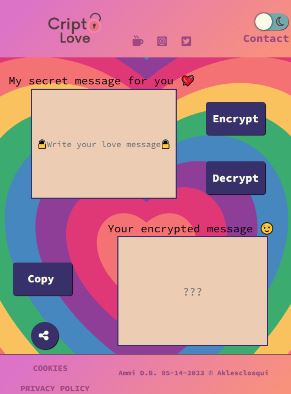 Cript
Love
Contact
My secret message for you
Write your love message
Encrypt
Decrypt
Your encrypted message
???
Copy
COOKIES
PRIVACY POLICY
Anni D.B. 05-14-2023 © Aklesclosqui